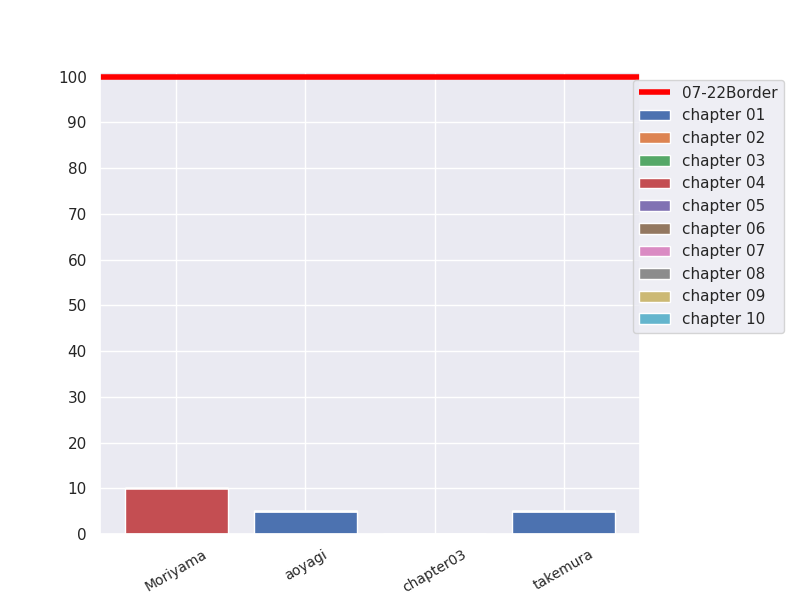 100
90
80
70
60
50
40
30
20
10
0
Moriyama
aoyagi
chapter03
takemura
07-22Border
chapter 01
chapter 02
chapter 03
chapter 04
chapter 05
chapter 06
chapter 07
chapter 08
chapter 09
chapter 10